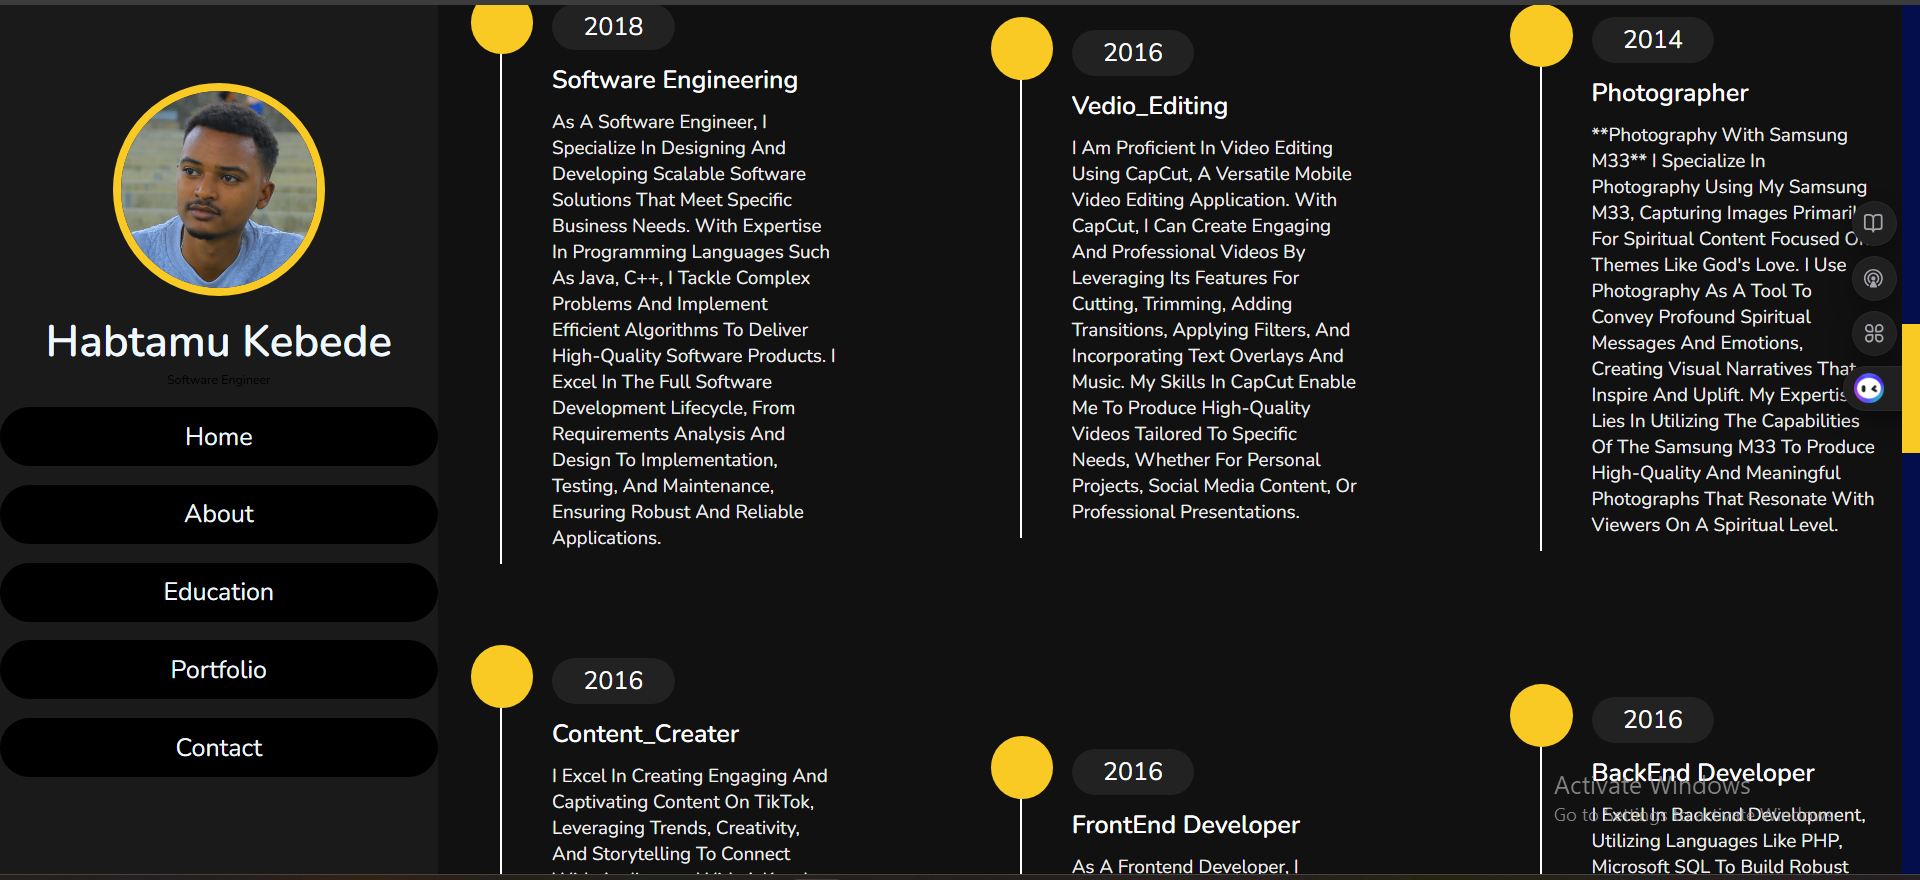 Habtamu Kebede
Software Engineer
Home
About
Education
Portfolio
Contact
2018
Software Engineering
As A Software Engineer, I
Specialize In Designing And
Developing Scalable Software
Solutions That Meet Specific
Business Needs. With Expertise
In Programming Languages Such
As Java, C++, I Tackle Complex
Problems And Implement
Efficient Algorithms To Deliver
High-Quality Software Products. I
Excel In The Full Software
Development Lifecycle, From
Requirements Analysis And
Design To Implementation,
Testing, And Maintenance,
Ensuring Robust And Reliable
Applications.
2016
Vedio_Editing
I Am Proficient In Video Editing
Using CapCut, A Versatile Mobile
Video Editing Application. With
CapCut, I Can Create Engaging
And Professional Videos By
Leveraging Its Features For
Cutting, Trimming, Adding
Transitions, Applying Filters, And
Incorporating Text Overlays And
Music. My Skills In CapCut Enable
Me To Produce High-Quality
Videos Tailored To Specific
Needs, Whether For Personal
Projects, Social Media Content, Or
Professional Presentations.
2014
Photographer
**Photography With Samsung
M33** I Specialize In
Photography Using My Samsung
M33, Capturing Images
For Spiritual Content Focused
Themes Like God's Love. I Use
Photography As A Tool To
Convey Profound Spiritual
Messages And Emotions,
Creating Visual Narratives That
Inspire And Uplift. My
Lies In Utilizing The Capabilities
Of The Samsung M33 To Produce
High-Quality And Meaningful
Photographs That Resonate With
Viewers On A Spiritual Level.
2016
Content_Creater
I Excel In Creating Engaging And
Captivating Content On TikTok,
Leveraging Trends, Creativity,
And Storytelling To Connect
2016
FrontEnd Developer
As A Frontend Developer, I
2016
BackEnd Developer
I Excel In Backend Development,
Utilizing Languages Like PHP,
Microsoft SQL To Build Robust
Activate Windows
Go to Settings to activate Windows.